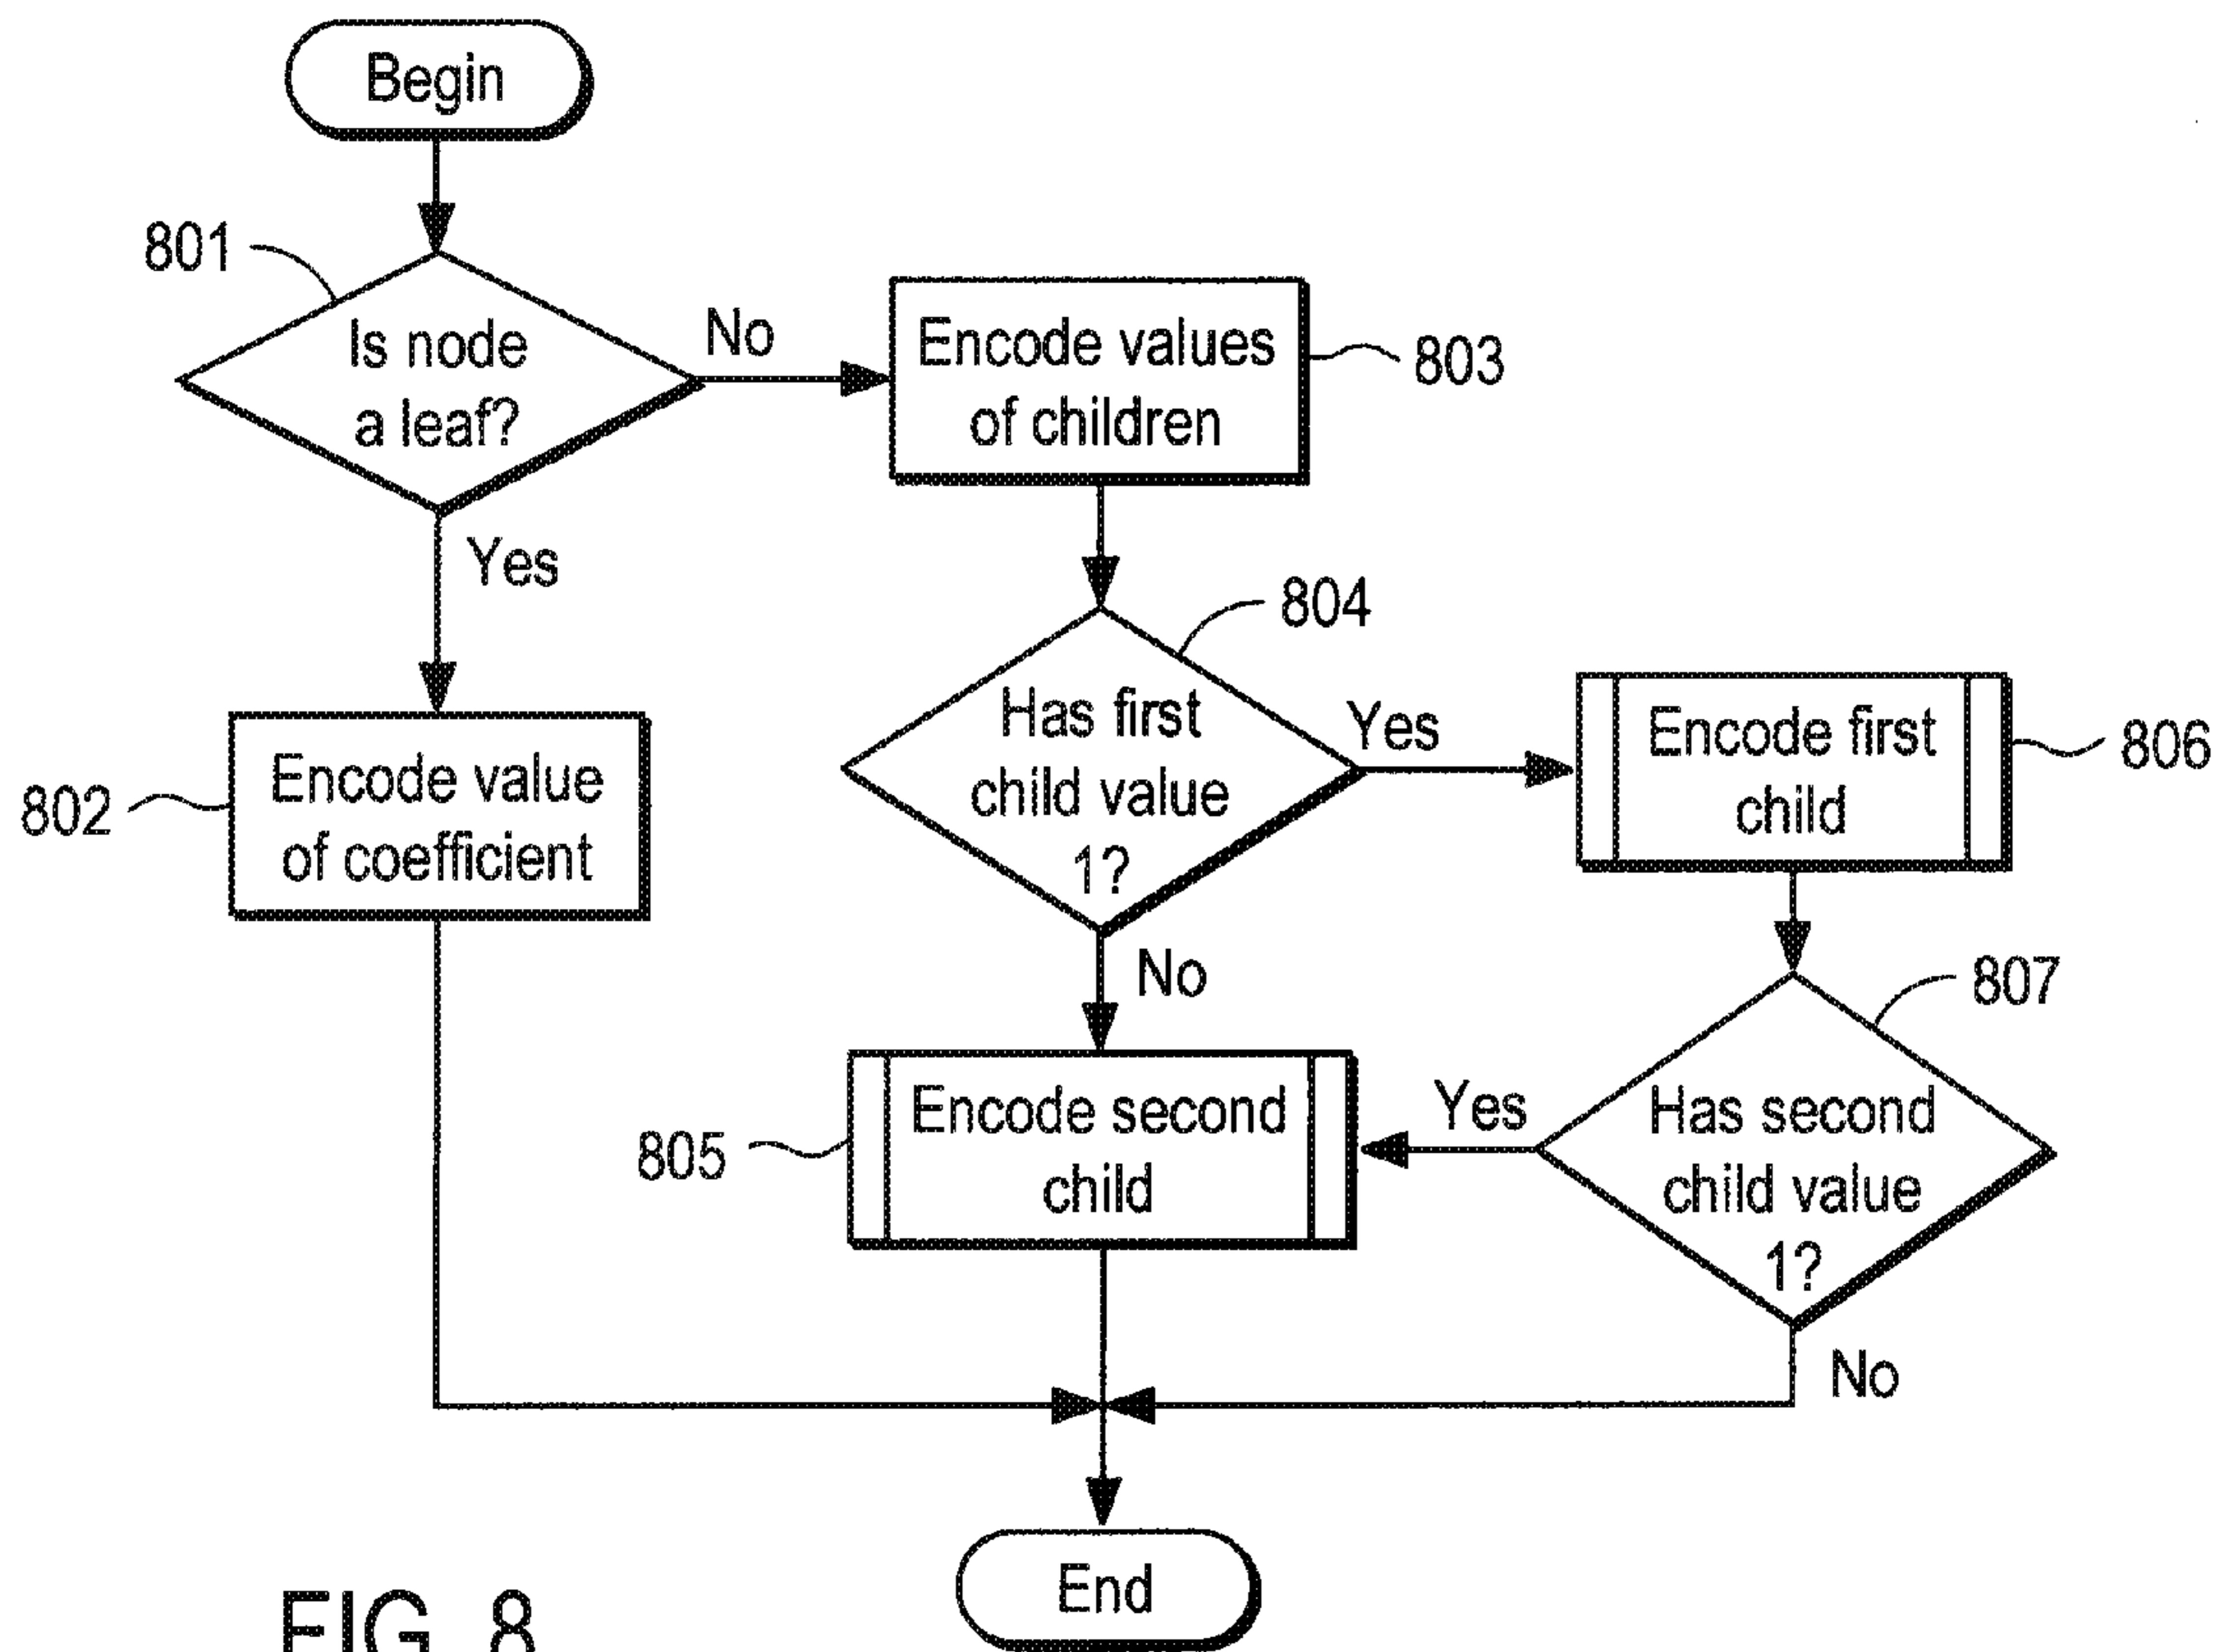 Begin
801
Is node
a leaf?
No
Encode values
of children
803
Yes
804
Has first
child value
1?
Yes
Encode first
child
806
802
Encode value
of coefficient
No
807
805
Encode second
child
Yes
Has second
child value
1?
No
End
FIG. 8